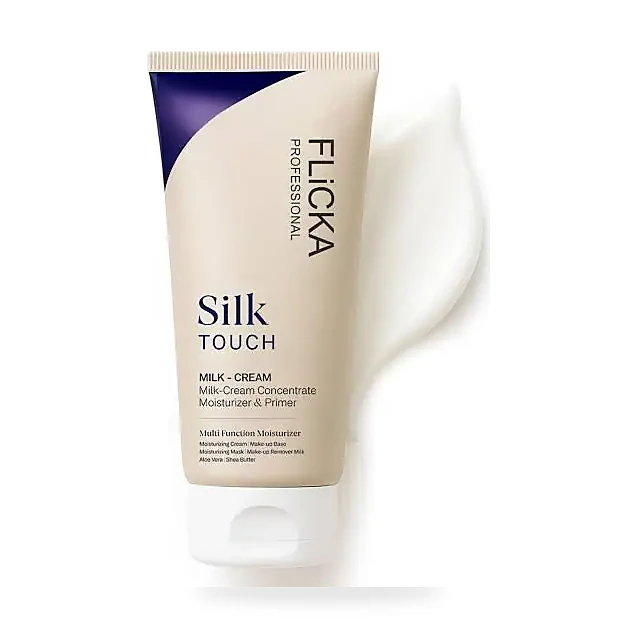 FLiCKA
PROFESSIONAL
Silk
TOUCH
MILK - CREAM
Milk-Cream Concentrate
Moisturizer & Primer
Multi Function Moisturizer
Moisturizing Cream | Make-up Base
Moisturizing Mask | Make-up Remover Milk
Aloe Vera | Shea Butter